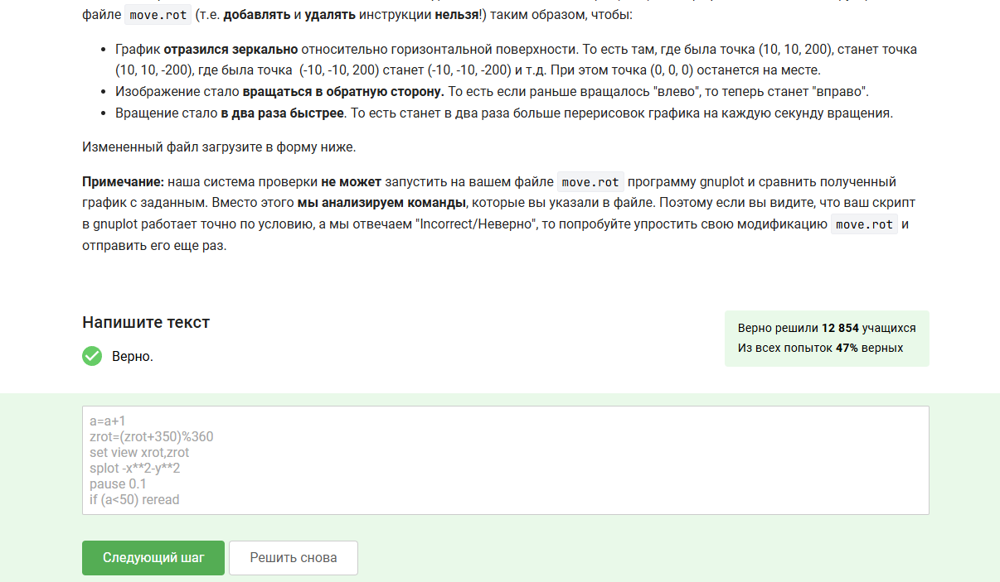 файле move.rot (т.е. добавлять и удалять инструкции нельзя!) таким образом, чтобы:
• График отразился зеркально относительно горизонтальной поверхности. То есть там, где была точка (10, 10, 200), станет точка
(10, 10, -200), где была точка (-10, -10, 200) станет (-10, -10, -200) и т.д. При этом точка (0, 0, 0) останется на месте.
• Изображение стало вращаться в обратную сторону. То есть если раньше вращалось "влево", то теперь станет "вправо".
• Вращение стало в два раза быстрее. То есть станет в два раза больше перерисовок графика на каждую секунду вращения.
Измененный файл загрузите в форму ниже.
Примечание: наша система проверки не может запустить на вашем файле move.rot программу gnuplot и сравнить полученный
график с заданным. Вместо этого мы анализируем команды, которые вы указали в файле. Поэтому если вы видите, что ваш скрипт
в gnuplot работает точно по условию, а мы отвечаем "Incorrect/Неверно", то попробуйте упростить свою модификацию move.rot и
отправить его еще раз.
Напишите текст
Верно.
Верно решили 12 854 учащихся
Из всех попыток 47% верных
a=a+1
zrot=(zrot+350)%360
set view xrot,zrot
splot -x**2-y**2
pause 0.1
if (a<50) reread
Следующий шаг
Решить снова